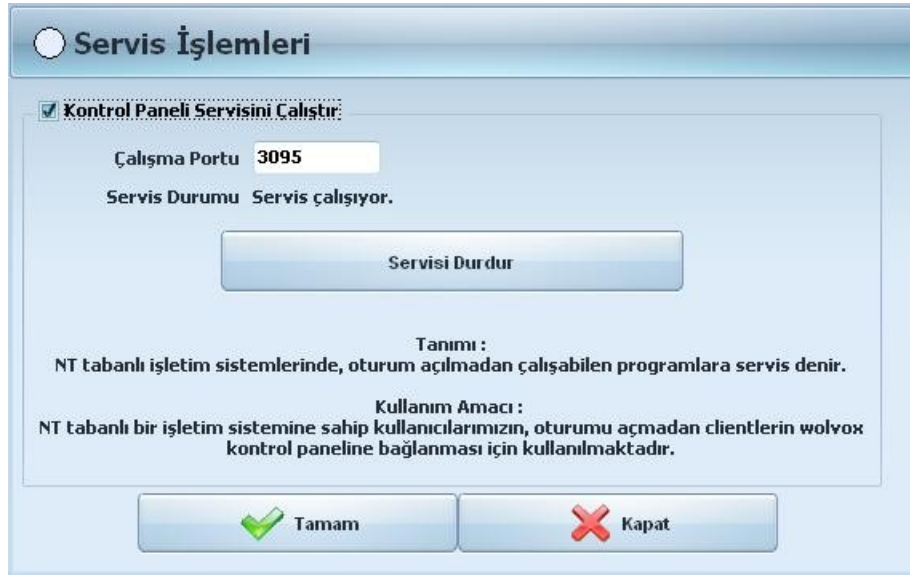 Servis İşlemleri
Kontrol Paneli Servisini Çalıştır
Çalışma Portu 3095
Servis Durumu Servis çalışıyor.
Servisi Durdur
Tanımı :
NT tabanlı işletim sistemlerinde, oturum açılmadan çalışabilen programlara servis denir.
Kullanım Amacı :
NT tabanlı bir işletim sistemine sahip kullanıcılarımızın, oturumu açmadan clientlerin wolvox
kontrol paneline bağlanması için kullanılmaktadır.
Tamam Kapat